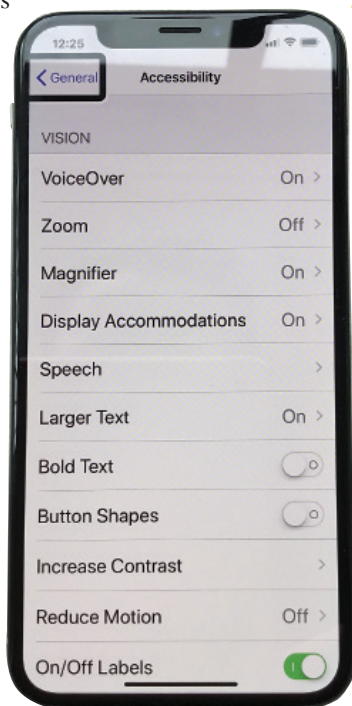 s
12:25
General Accessibility
VISION
VoiceOver On
Zoom Off
Magnifier On
Display Accommodations On
Speech
Larger Text On
Bold Text
Button Shapes
Increase Contrast
Reduce Motion Off
On/Off Labels